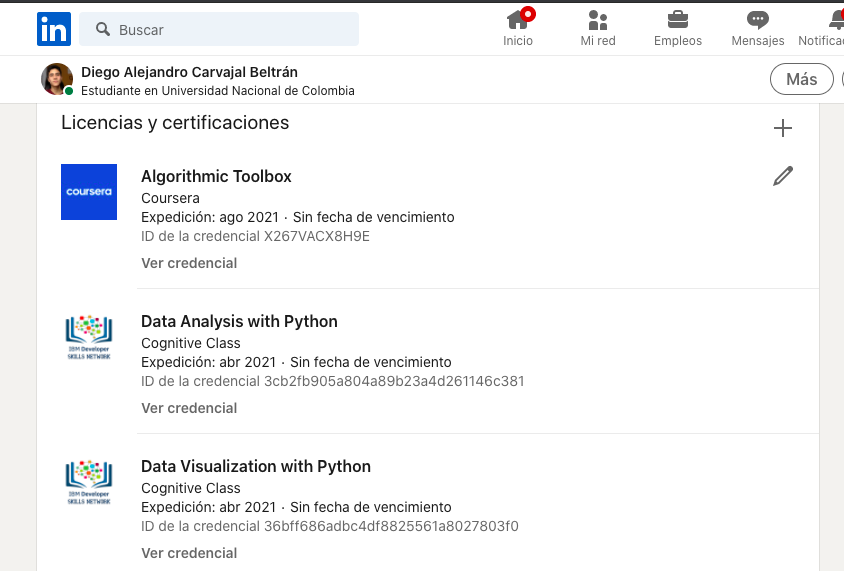 in
Buscar
Inicio
Mi red
Empleos
Mensajes
Notifica
Diego Alejandro Carvajal Beltrán
Estudiante en Universidad Nacional de Colombia
Más
Licencias y certificaciones
coursera
Algorithmic Toolbox
Coursera
Expedición: ago 2021 · Sin fecha de vencimiento
ID de la credencial X267VACX8H9E
Ver credencial
IBM Developer
SKILLS NETWORK
Data Analysis with Python
Cognitive Class
Expedición: abr 2021 · Sin fecha de vencimiento
ID de la credencial 3cb2fb905a804a89b23a4d261146c381
Ver credencial
IBM Developer
SKILLS NETWORK
Data Visualization with Python
Cognitive Class
Expedición: abr 2021 · Sin fecha de vencimiento
ID de la credencial 36bff686adbc4df8825561a8027803f0
Ver credencial